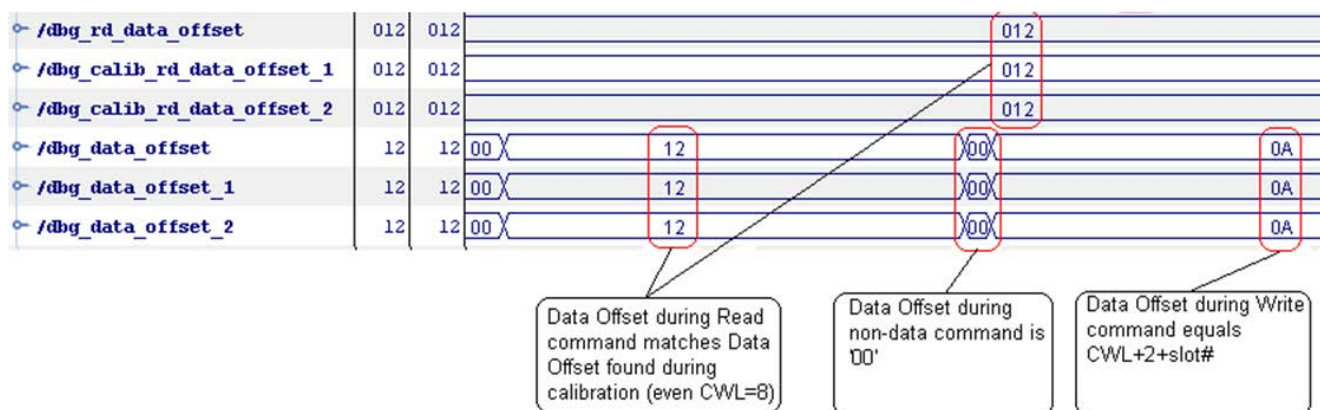 /dbg_rd_data_offset 012 012 012
/dbg_calib_rd_data_offset_1 012 012 012
/dbg_calib_rd_data_offset_2 012 012 012
/dbg_data_offset 12 12 00 12 00 0A
/dbg_data_offset_1 12 12 00 12 00 0A
/dbg_data_offset_2 12 12 00 12 00 0A
Data Offset during Read
command matches Data
Offset found during
calibration (even CWL=8)
Data Offset during
non-data command is
'00'
Data Offset during Write
command equals
CWL+2+slot#